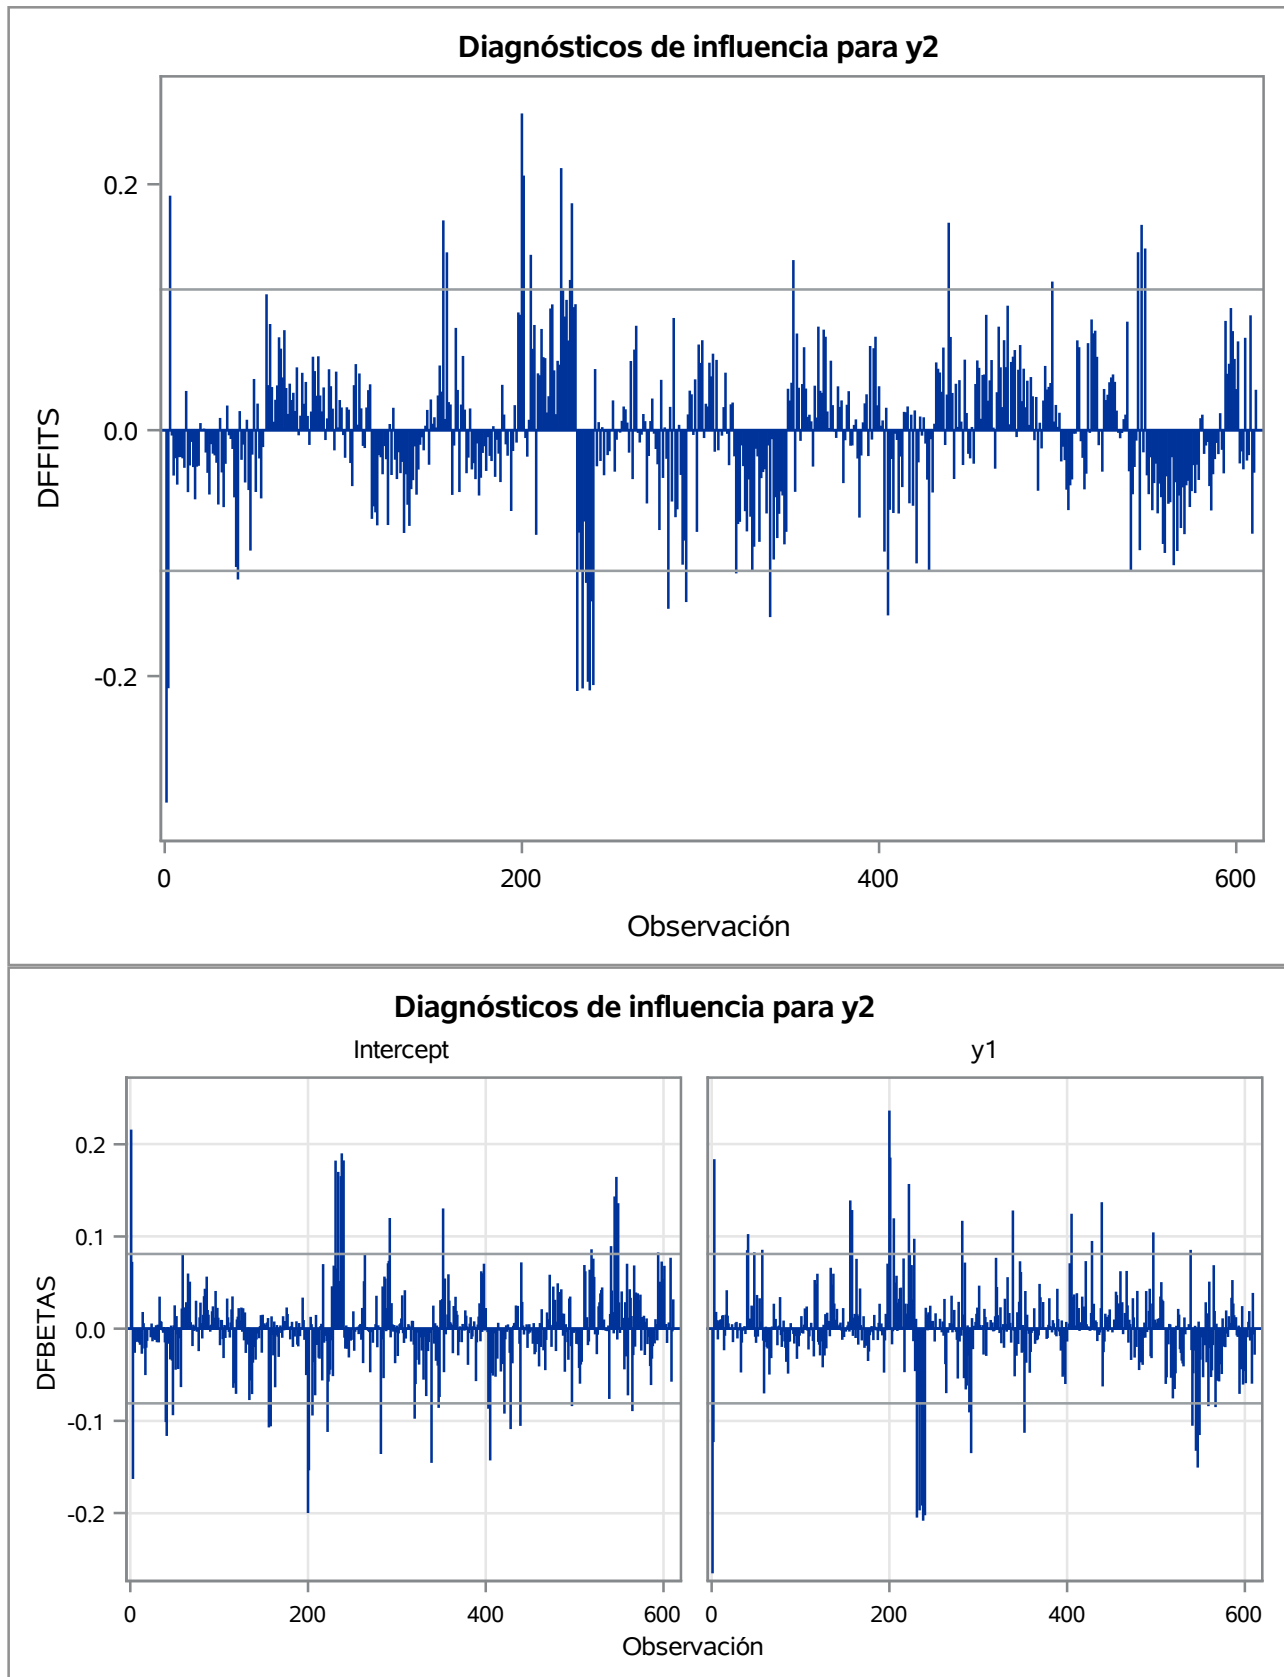 Diagnósticos de influencia para y2
DFFITS
0.2
0.0
-0.2
0 200 400 600
Observación
Diagnósticos de influencia para y2
Intercept y1
DFBETAS
0.2
0.1
0.0
-0.1
-0.2
0 200 400 600 0 200 400 600
Observación